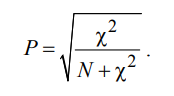 P = √(χ² / (N + χ²)) .